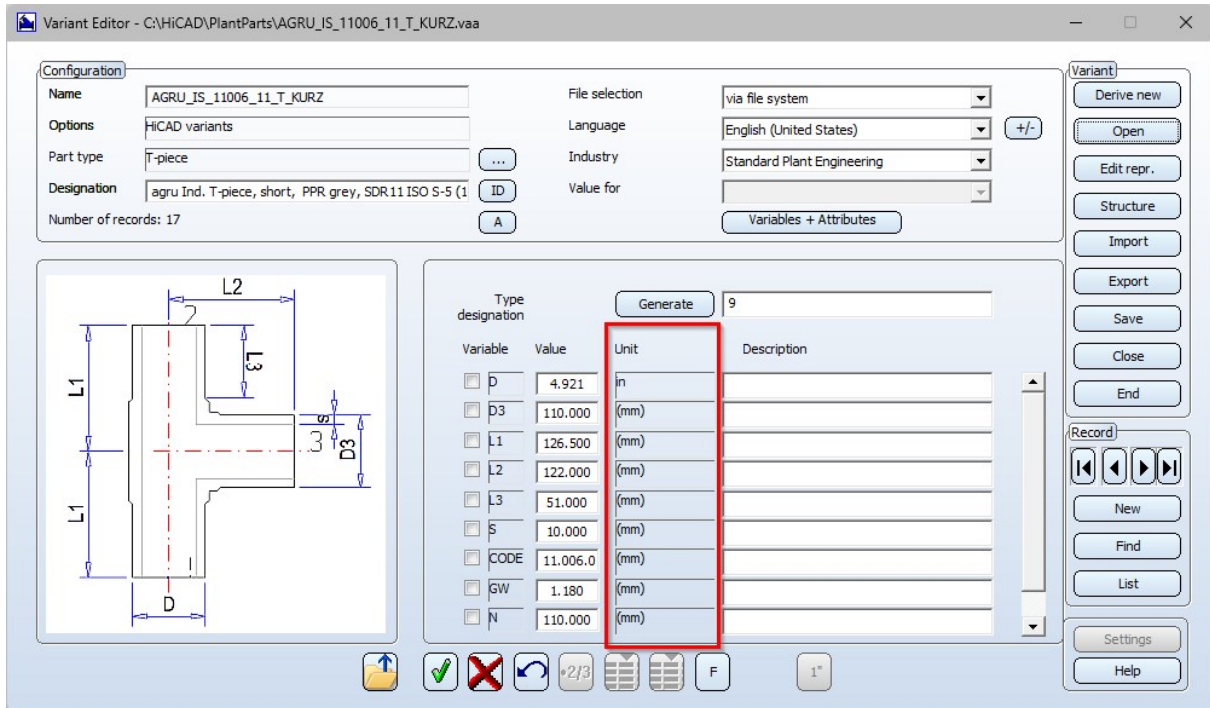 Variant Editor - C:\HiCAD\PlantParts\AGRU_IS_11006_11_T_KURZ.vaa
Configuration
Name AGRU_IS_11006_11_T_KURZ
Options HiCAD variants
Part type T-piece ...
Designation agru Ind. T-piece, short, PPR grey, SDR11 ISO S-5 (1 ID
Number of records: 17 A
File selection via file system
Language English (United States) +/-
Industry Standard Plant Engineering
Value for
Variables + Attributes
Variant
Derive new
Open
Edit repr.
Structure
Import
Export
Save
Close
End
L2
2
L1
L3
S
3
D3
L1
1
D
Type designation Generate 9
Variable Value Unit Description
D 4.921 in
D3 110.000 (mm)
L1 126.500 (mm)
L2 122.000 (mm)
L3 51.000 (mm)
S 10.000 (mm)
CODE 11.006.0 (mm)
GW 1.180 (mm)
N 110.000 (mm)
Record
New
Find
List
Settings
Help
•2/3
F
1"